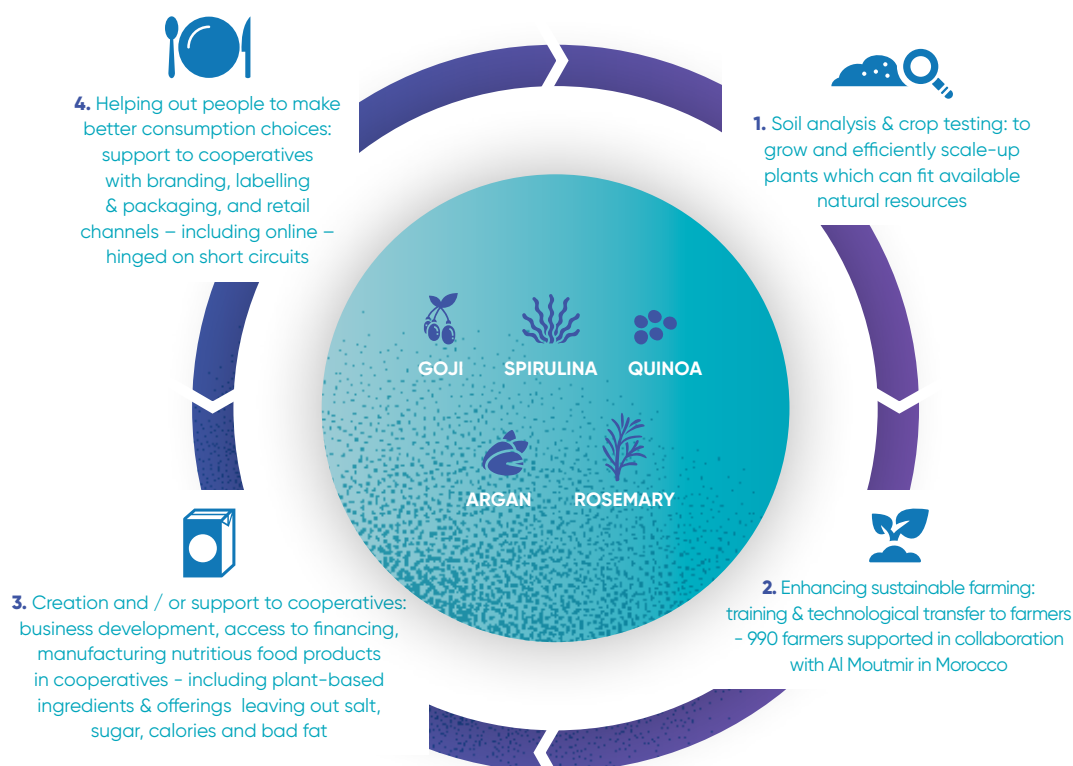 1. Soil analysis & crop testing: to
grow and efficiently scale-up
plants which can fit available
natural resources
2. Enhancing sustainable farming:
training & technological transfer to farmers
- 990 farmers supported in collaboration
with Al Moutmir in Morocco
3. Creation and / or support to cooperatives:
business development, access to financing,
manufacturing nutritious food products
in cooperatives - including plant-based
ingredients & offerings leaving out salt,
sugar, calories and bad fat
4. Helping out people to make
better consumption choices:
support to cooperatives
with branding, labelling
& packaging, and retail
channels – including online –
hinged on short circuits
GOJI
SPIRULINA
QUINOA
ARGAN
ROSEMARY